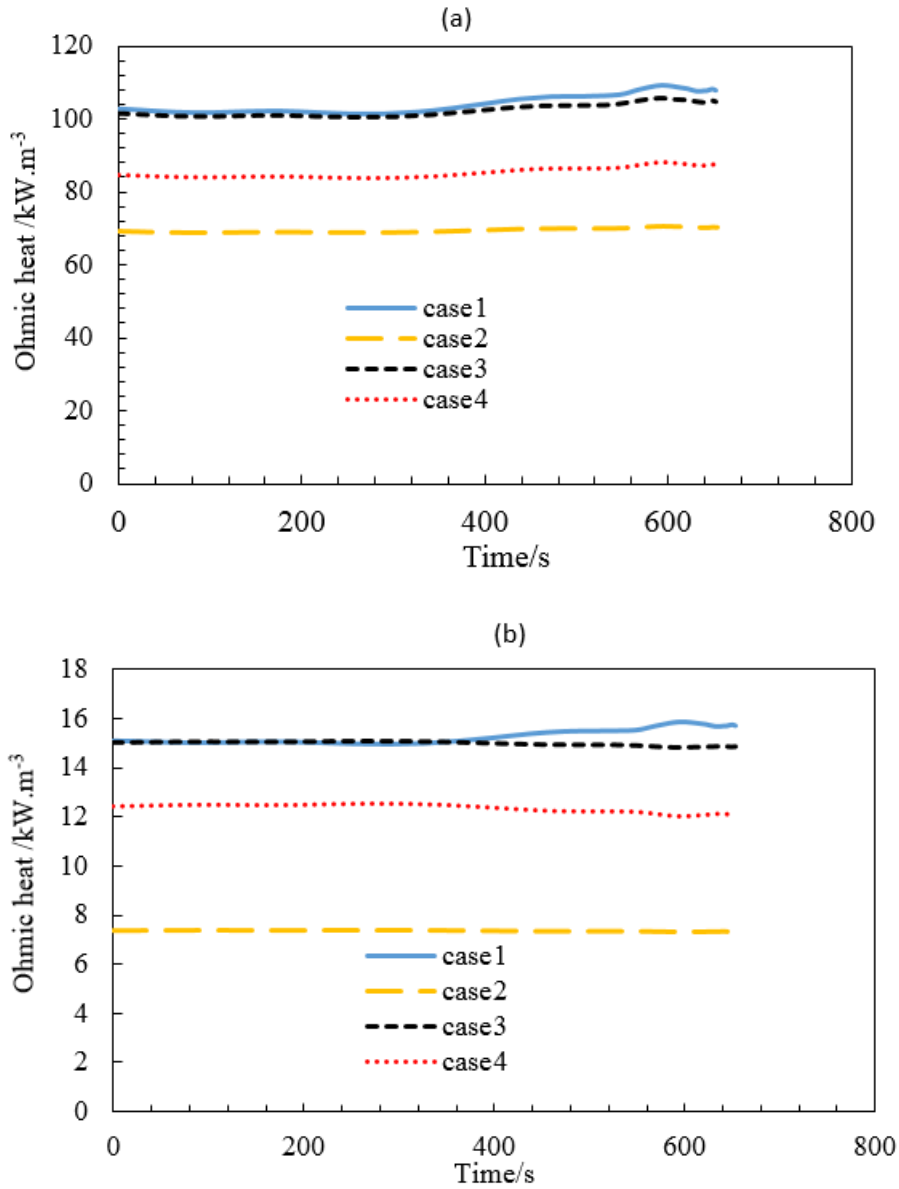 (a)
120
100
80
60
40
20
0
Ohmic heat /kW.m-3
case1
case2
case3
case4
0 200 400 600 800
Time/s
(b)
18
16
14
12
10
8
6
4
2
0
Ohmic heat /kW.m-3
case1
case2
case3
case4
0 200 400 600 800
Time/s